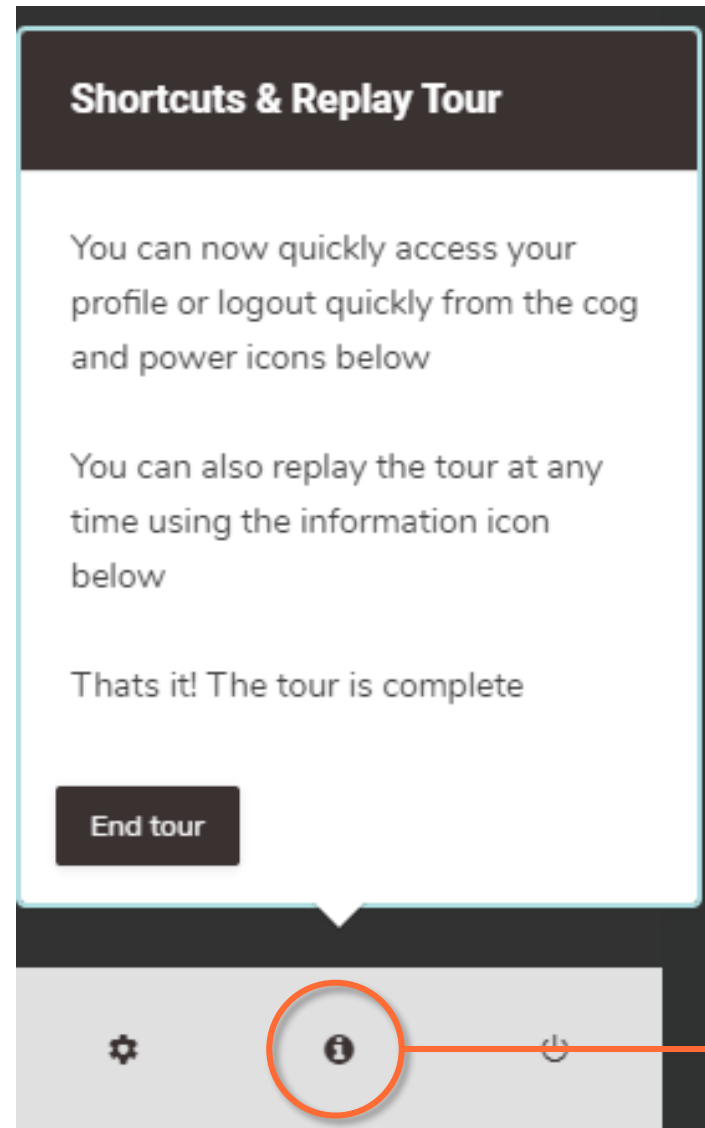 Shortcuts & Replay Tour
You can now quickly access your
profile or logout quickly from the cog
and power icons below
You can also replay the tour at any
time using the information icon
below
Thats it! The tour is complete
End tour